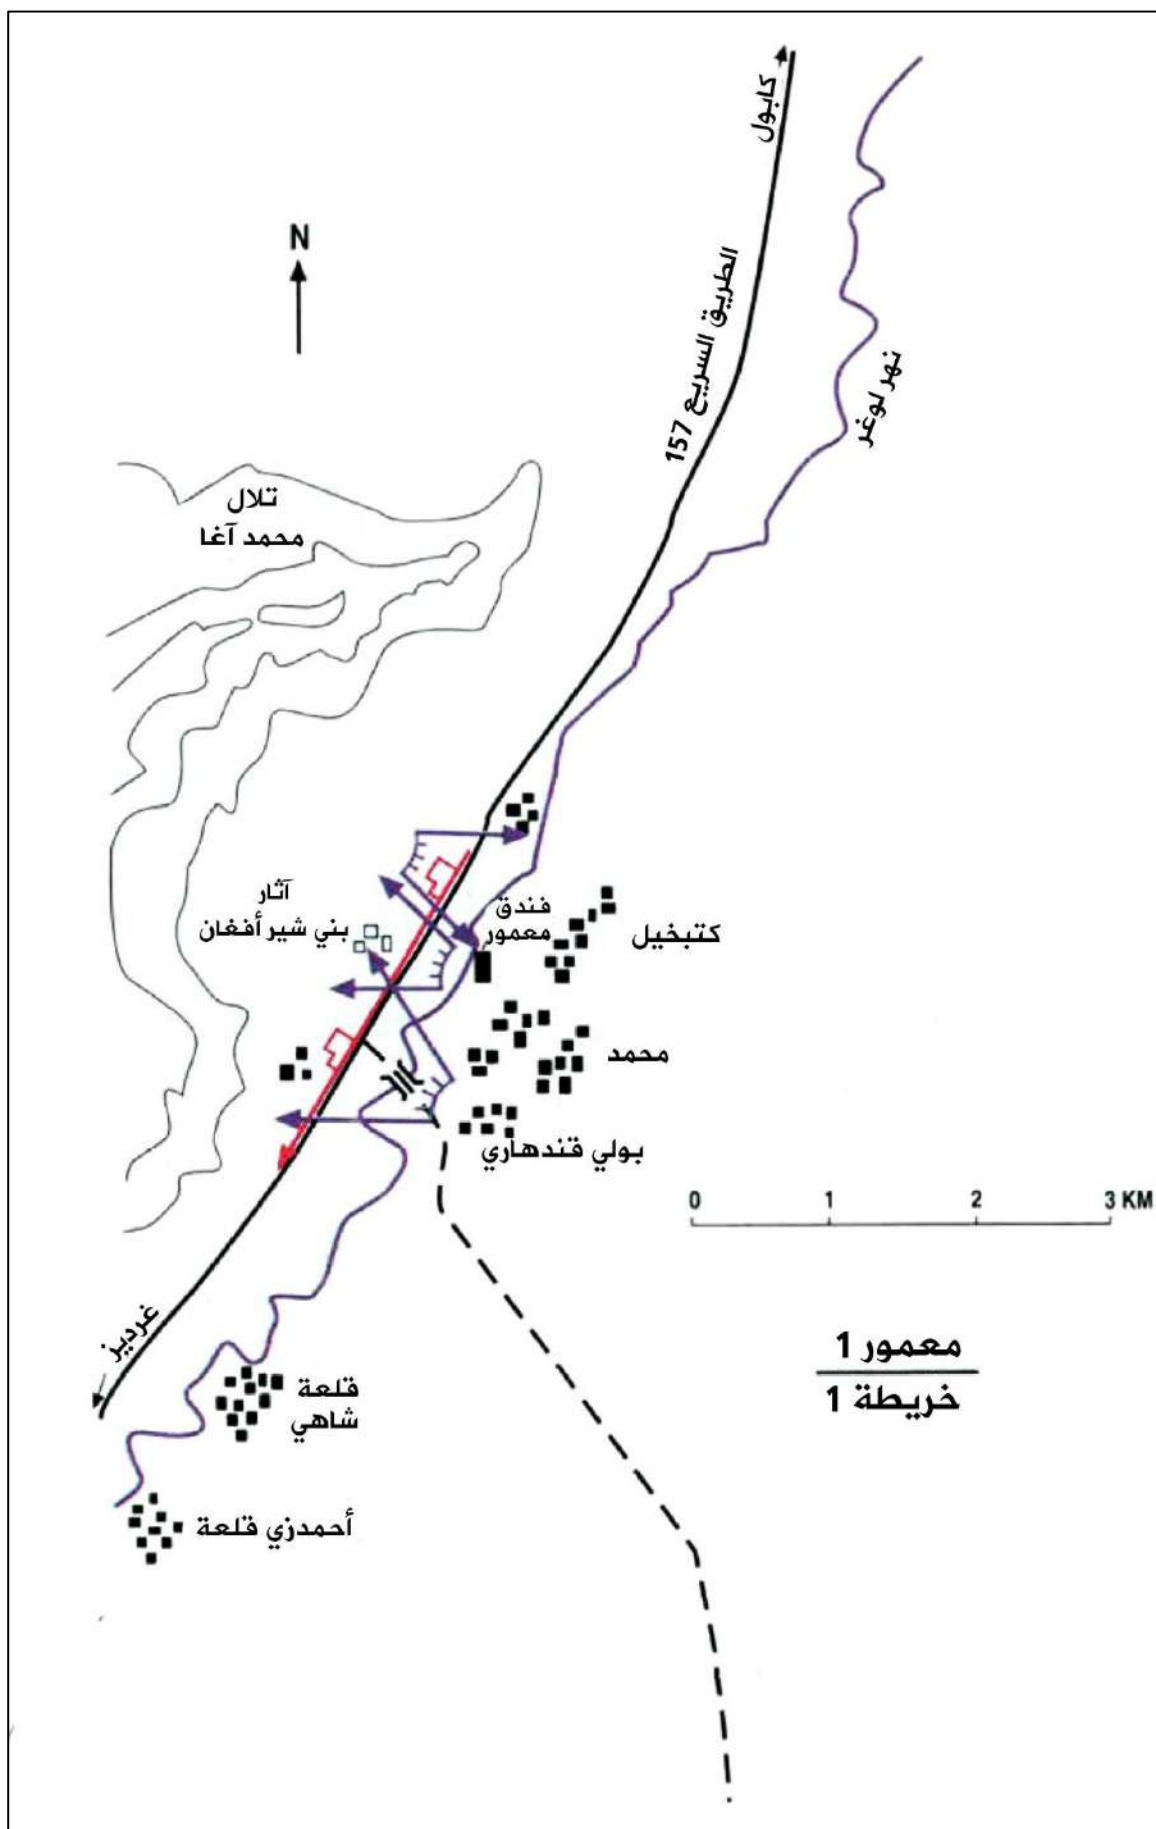 كابول
N
الطريق السريع 157
نهر لوغر
تلال
محمد آغا
آثار
بني شير أفغان
فندق
معمور
كتبخيل
محمد
بولي قندهاري
0 1 2 3 KM
غرديز
معمور 1
خريطة 1
قلعة
شاهي
أحمدزي قلعة